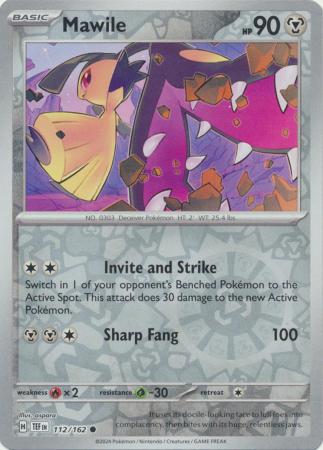 BASIC
Mawile
HP 90
NO. 0303 Deceiver Pokémon HT: 2' WT: 25.4 lbs.
Invite and Strike
Switch in 1 of your opponent's Benched Pokémon to the
Active Spot. This attack does 30 damage to the new Active
Pokémon.
Sharp Fang 100
weakness × 2 resistance -30 retreat
Illus. aspara
H TEF EN 112/162
It uses its docile-looking face to lull foes into
complacency, then bites with its huge, relentless jaws.
©2024 Pokémon / Nintendo / Creatures / GAME FREAK